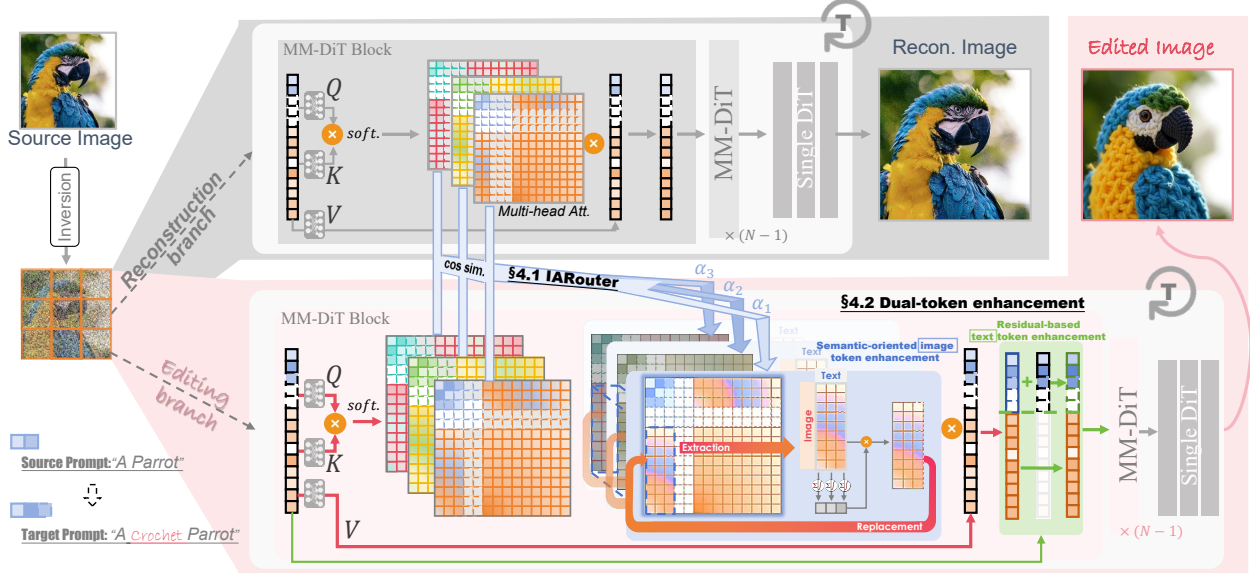 Source Image
Inversion
Reconstruction
branch
Editing
branch
Source Prompt:“A Parrot”
Target Prompt: “A Crochet Parrot”
MM-DiT Block
Q
K
V
soft.
Multi-head Att.
MM-DiT
× (N − 1)
Single DiT
T
Recon. Image
Edited Image
cos sim.
§4.1 IARouter
α3
α2
α1
§4.2 Dual-token enhancement
T
MM-DiT Block
Q
K
V
soft.
Text
Text
Semantic-oriented image
token enhancement
Text
Image
Extraction
Replacement
Residual-based
text token enhancement
+
MM-DiT
× (N − 1)
Single DiT